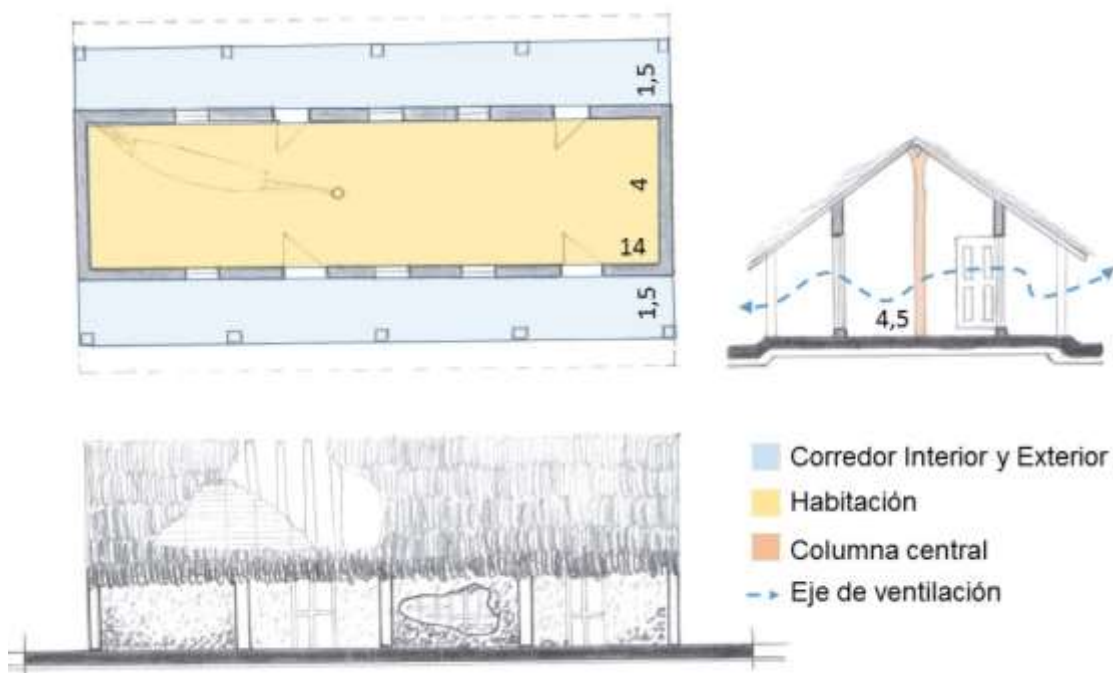 1,5
4
14
1,5
4,5
Corredor Interior y Exterior
Habitación
Columna central
Eje de ventilación